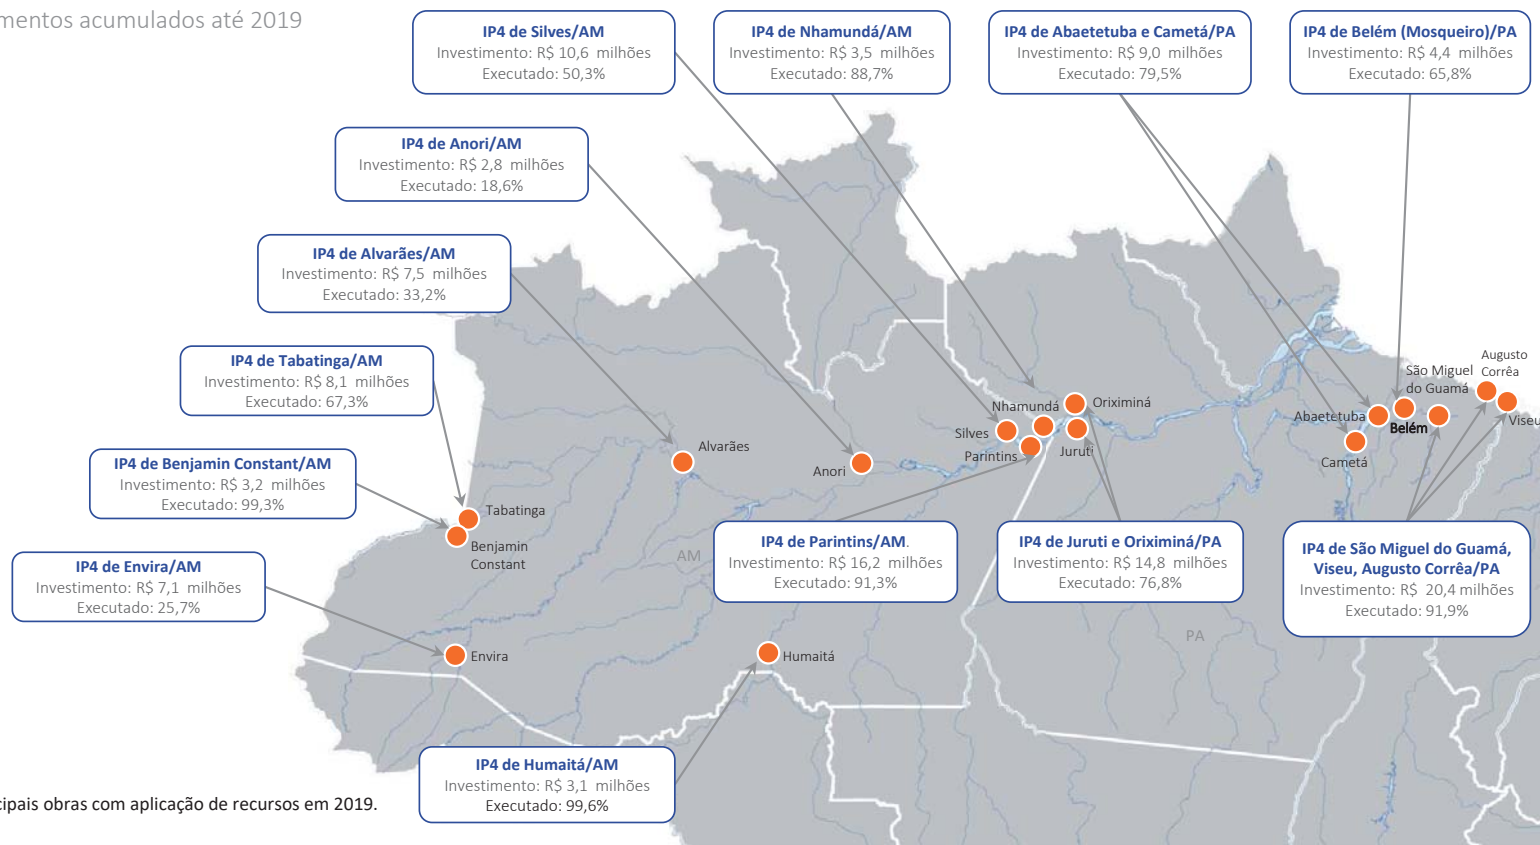 mentos acumulados até 2019
IP4 de Silves/AM
Investimento: R$ 10,6 milhões
Executado: 50,3%
IP4 de Nhamundá/AM
Investimento: R$ 3,5 milhões
Executado: 88,7%
IP4 de Abaetetuba e Cametá/PA
Investimento: R$ 9,0 milhões
Executado: 79,5%
IP4 de Belém (Mosqueiro)/PA
Investimento: R$ 4,4 milhões
Executado: 65,8%
IP4 de Anori/AM
Investimento: R$ 2,8 milhões
Executado: 18,6%
IP4 de Alvarães/AM
Investimento: R$ 7,5 milhões
Executado: 33,2%
IP4 de Tabatinga/AM
Investimento: R$ 8,1 milhões
Executado: 67,3%
IP4 de Benjamin Constant/AM
Investimento: R$ 3,2 milhões
Executado: 99,3%
IP4 de Envira/AM
Investimento: R$ 7,1 milhões
Executado: 25,7%
Augusto
Corrêa
São Miguel
do Guamá
Viseu
Abaetetuba
Belém
Cametá
Nhamundá
Oriximiná
Silves
Parintins
Juruti
Alvarães
Anori
Tabatinga
Benjamin
Constant
AM
PA
Envira
Humaitá
IP4 de Parintins/AM.
Investimento: R$ 16,2 milhões
Executado: 91,3%
IP4 de Juruti e Oriximiná/PA
Investimento: R$ 14,8 milhões
Executado: 76,8%
IP4 de São Miguel do Guamá,
Viseu, Augusto Corrêa/PA
Investimento: R$ 20,4 milhões
Executado: 91,9%
IP4 de Humaitá/AM
Investimento: R$ 3,1 milhões
Executado: 99,6%
cipais obras com aplicação de recursos em 2019.